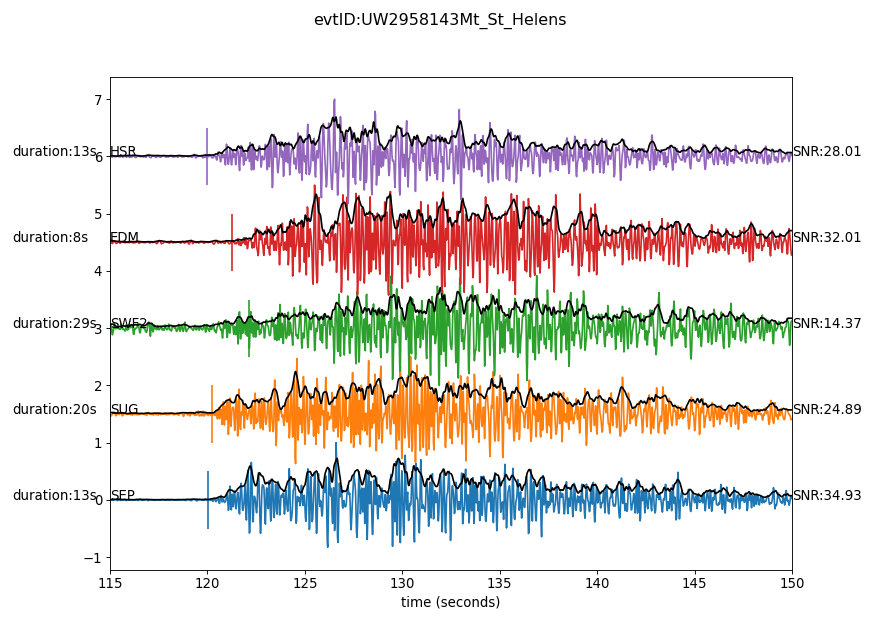 evtID:UW2958143Mt_St_Helens
7
duration:13s HSR SNR:28.01
6
5
duration:8s EDM SNR:32.01
4
duration:29s SWF2 SNR:14.37
3
2
duration:20s SUG SNR:24.89
1
duration:13s SEP SNR:34.93
0
−1
115 120 125 130 135 140 145 150
time (seconds)